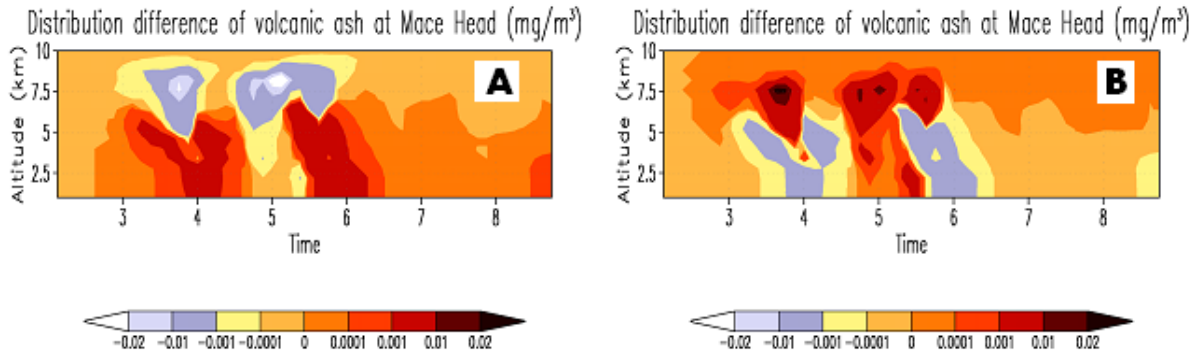 Distribution difference of volcanic ash at Mace Head (mg/m³)
A
Altitude (km)
10
7.5
5
2.5
3 4 5 6 7 8
Time
-0.02 -0.01 -0.001 -0.0001 0 0.0001 0.001 0.01 0.02
Distribution difference of volcanic ash at Mace Head (mg/m³)
B
Altitude (km)
10
7.5
5
2.5
3 4 5 6 7 8
Time
-0.02 -0.01 -0.001 -0.0001 0 0.0001 0.001 0.01 0.02